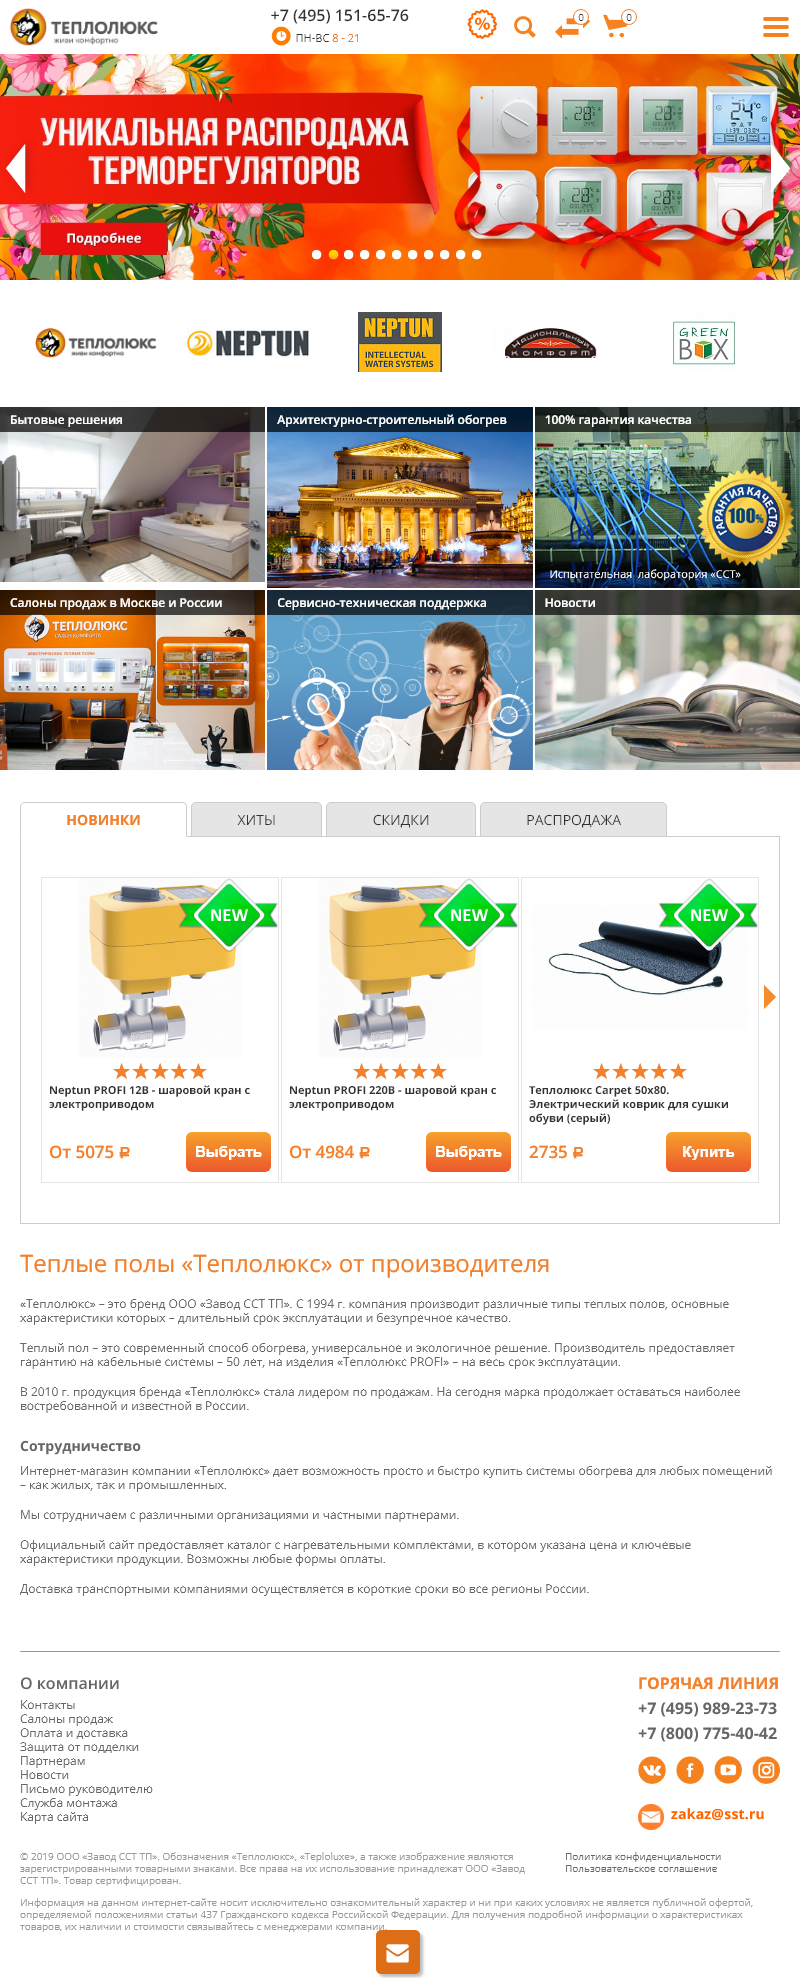 ТЕПЛОЛЮКС
живи комфортно
+7 (495) 151-65-76
ПН-ВС 8 - 21
%
0
0
УНИКАЛЬНАЯ РАСПРОДАЖА
ТЕРМОРЕГУЛЯТОРОВ
Подробнее
ТЕПЛОЛЮКС
живи комфортно
NEPTUN
NEPTUN
INTELLECTUAL
WATER SYSTEMS
НАЦИОНАЛЬНЫЙ
КОМФОРТ
GREEN
BOX
Бытовые решения
Архитектурно-строительный обогрев
100% гарантия качества
ГАРАНТИЯ КАЧЕСТВА
100%
Испытательная лаборатория «ССТ»
Салоны продаж в Москве и России
ТЕПЛОЛЮКС
САЛОН КОМФОРТА
ЭЛЕКТРИЧЕСКИЕ ТЕПЛЫЕ ПОЛЫ
Сервисно-техническая поддержка
Новости
НОВИНКИ
ХИТЫ
СКИДКИ
РАСПРОДАЖА
NEW
NEW
NEW
Neptun PROFI 12В - шаровой кран с
электроприводом
От 5075 ₽
Выбрать
Neptun PROFI 220В - шаровой кран с
электроприводом
От 4984 ₽
Выбрать
Теплолюкс Carpet 50х80.
Электрический коврик для сушки
обуви (серый)
2735 ₽
Купить
Теплые полы «Теплолюкс» от производителя
«Теплолюкс» – это бренд ООО «Завод ССТ ТП». С 1994 г. компания производит различные типы теплых полов, основные
характеристики которых – длительный срок эксплуатации и безупречное качество.
Теплый пол – это современный способ обогрева, универсальное и экологичное решение. Производитель предоставляет
гарантию на кабельные системы – 50 лет, на изделия «Теплолюкс PROFI» – на весь срок эксплуатации.
В 2010 г. продукция бренда «Теплолюкс» стала лидером по продажам. На сегодня марка продолжает оставаться наиболее
востребованной и известной в России.
Сотрудничество
Интернет-магазин компании «Теплолюкс» дает возможность просто и быстро купить системы обогрева для любых помещений
– как жилых, так и промышленных.
Мы сотрудничаем с различными организациями и частными партнерами.
Официальный сайт предоставляет каталог с нагревательными комплектами, в котором указана цена и ключевые
характеристики продукции. Возможны любые формы оплаты.
Доставка транспортными компаниями осуществляется в короткие сроки во все регионы России.
О компании
Контакты
Салоны продаж
Оплата и доставка
Защита от подделки
Партнерам
Новости
Письмо руководителю
Служба монтажа
Карта сайта
ГОРЯЧАЯ ЛИНИЯ
+7 (495) 989-23-73
+7 (800) 775-40-42
zakaz@sst.ru
© 2019 ООО «Завод ССТ ТП». Обозначения «Теплолюкс», «Teploluxe», а также изображение являются
зарегистрированными товарными знаками. Все права на их использование принадлежат ООО «Завод
ССТ ТП». Товар сертифицирован.
Политика конфиденциальности
Пользовательское соглашение
Информация на данном интернет-сайте носит исключительно ознакомительный характер и ни при каких условиях не является публичной офертой,
определяемой положениями статьи 437 Гражданского кодекса Российской Федерации. Для получения подробной информации о характеристиках
товаров, их наличии и стоимости связывайтесь с менеджерами компании.